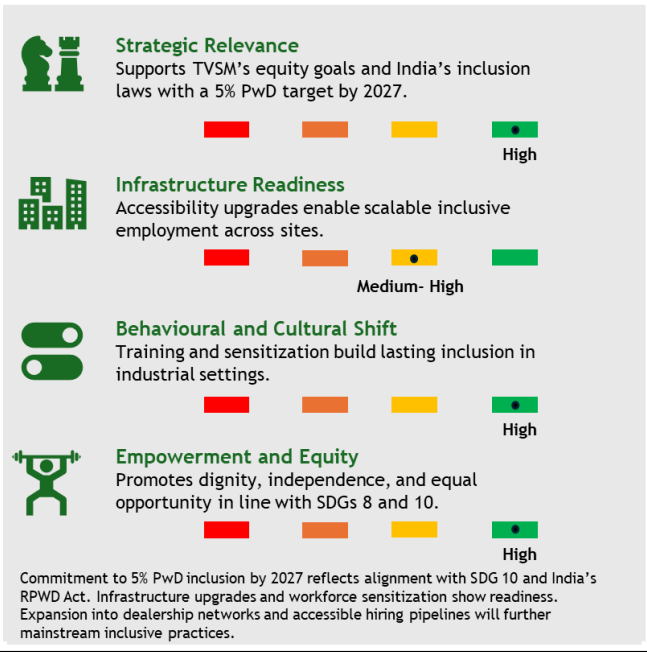 Strategic Relevance
Supports TVSM's equity goals and India's inclusion
laws with a 5% PwD target by 2027.
High
Infrastructure Readiness
Accessibility upgrades enable scalable inclusive
employment across sites.
Medium- High
Behavioural and Cultural Shift
Training and sensitization build lasting inclusion in
industrial settings.
High
Empowerment and Equity
Promotes dignity, independence, and equal
opportunity in line with SDGs 8 and 10.
High
Commitment to 5% PwD inclusion by 2027 reflects alignment with SDG 10 and India's
RPWD Act. Infrastructure upgrades and workforce sensitization show readiness.
Expansion into dealership networks and accessible hiring pipelines will further
mainstream inclusive practices.